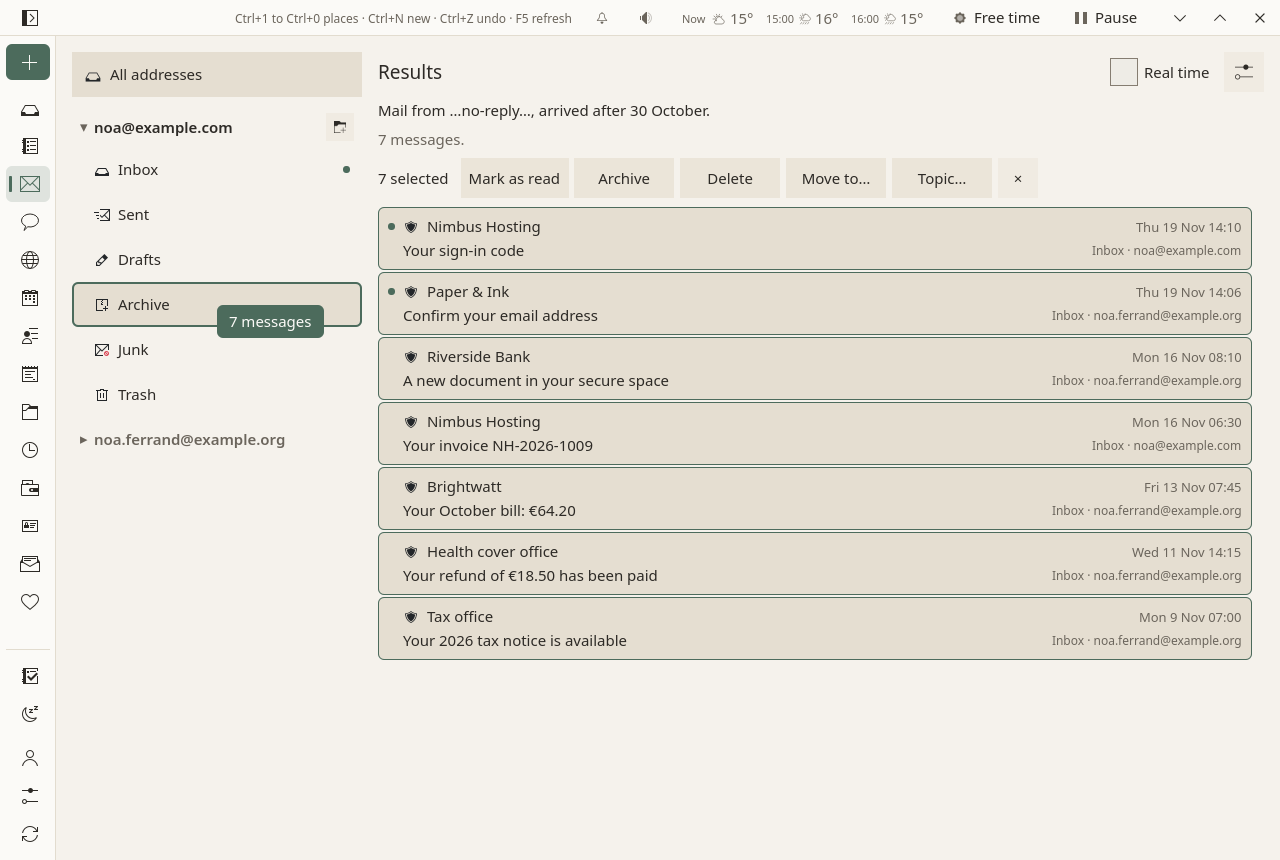 Ctrl+1 to Ctrl+0 places · Ctrl+N new · Ctrl+Z undo · F5 refresh
Now 15° 15:00 16° 16:00 15°
Free time
Pause
All addresses
noa@example.com
Inbox
Sent
Drafts
Archive
7 messages
Junk
Trash
noa.ferrand@example.org
Results
Real time
Mail from …no-reply…, arrived after 30 October.
7 messages.
7 selected
Mark as read
Archive
Delete
Move to…
Topic…
×
Nimbus Hosting
Thu 19 Nov 14:10
Your sign-in code
Inbox · noa@example.com
Paper & Ink
Thu 19 Nov 14:06
Confirm your email address
Inbox · noa.ferrand@example.org
Riverside Bank
Mon 16 Nov 08:10
A new document in your secure space
Inbox · noa.ferrand@example.org
Nimbus Hosting
Mon 16 Nov 06:30
Your invoice NH-2026-1009
Inbox · noa@example.com
Brightwatt
Fri 13 Nov 07:45
Your October bill: €64.20
Inbox · noa.ferrand@example.org
Health cover office
Wed 11 Nov 14:15
Your refund of €18.50 has been paid
Inbox · noa.ferrand@example.org
Tax office
Mon 9 Nov 07:00
Your 2026 tax notice is available
Inbox · noa.ferrand@example.org